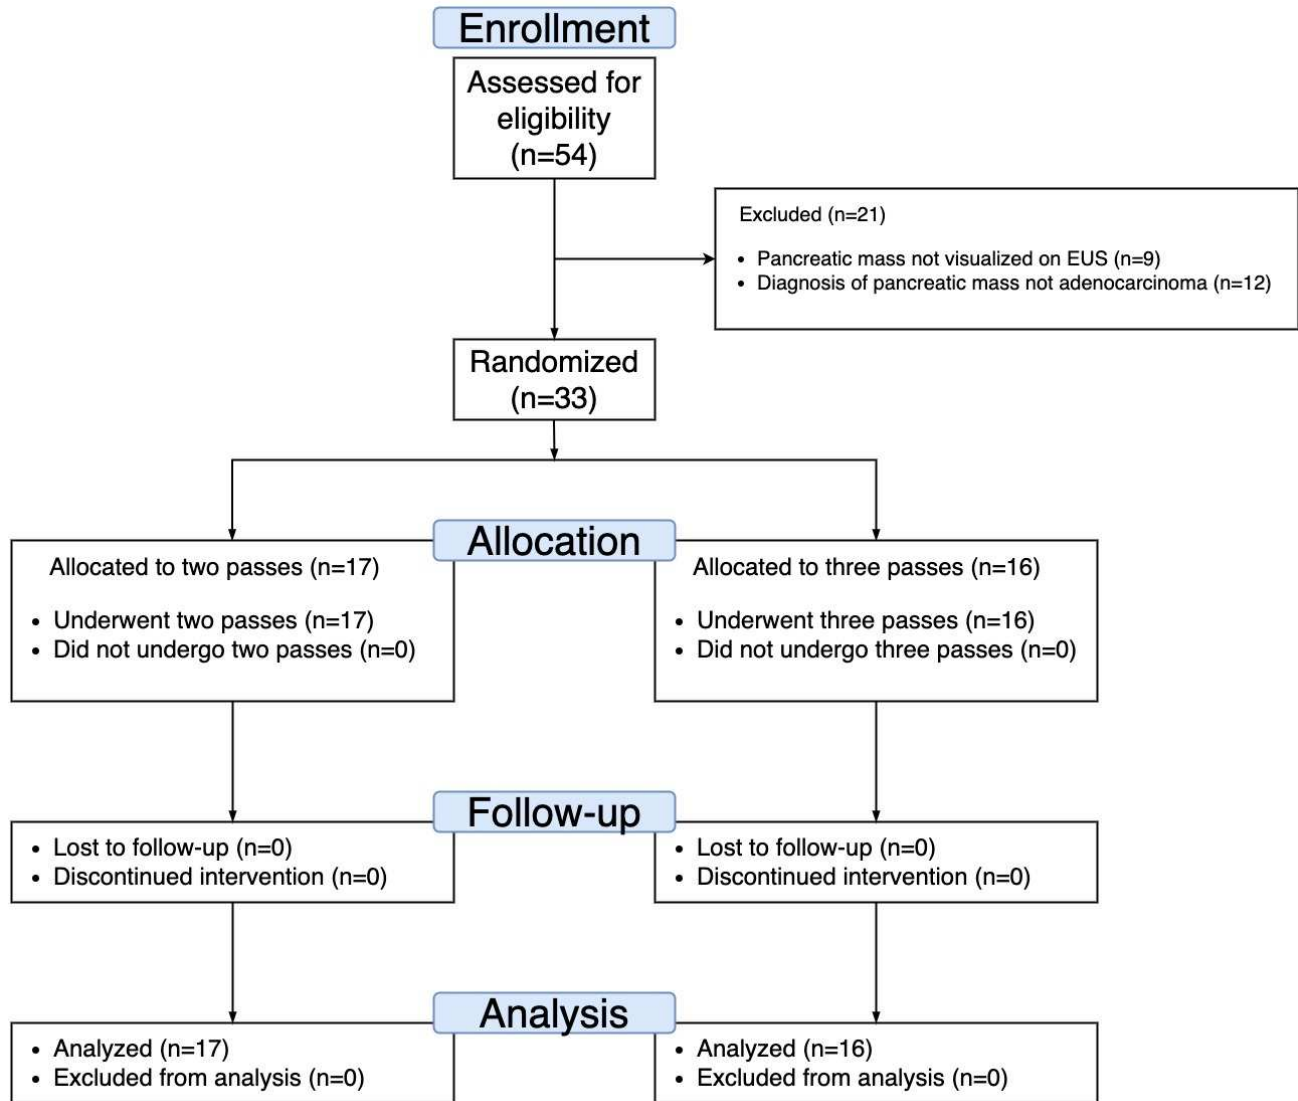 Enrollment
Assessed for
eligibility
(n=54)
Excluded (n=21)
• Pancreatic mass not visualized on EUS (n=9)
• Diagnosis of pancreatic mass not adenocarcinoma (n=12)
Randomized
(n=33)
Allocation
Allocated to two passes (n=17)
• Underwent two passes (n=17)
• Did not undergo two passes (n=0)
Allocated to three passes (n=16)
• Underwent three passes (n=16)
• Did not undergo three passes (n=0)
Follow-up
• Lost to follow-up (n=0)
• Discontinued intervention (n=0)
• Lost to follow-up (n=0)
• Discontinued intervention (n=0)
Analysis
• Analyzed (n=17)
• Excluded from analysis (n=0)
• Analyzed (n=16)
• Excluded from analysis (n=0)